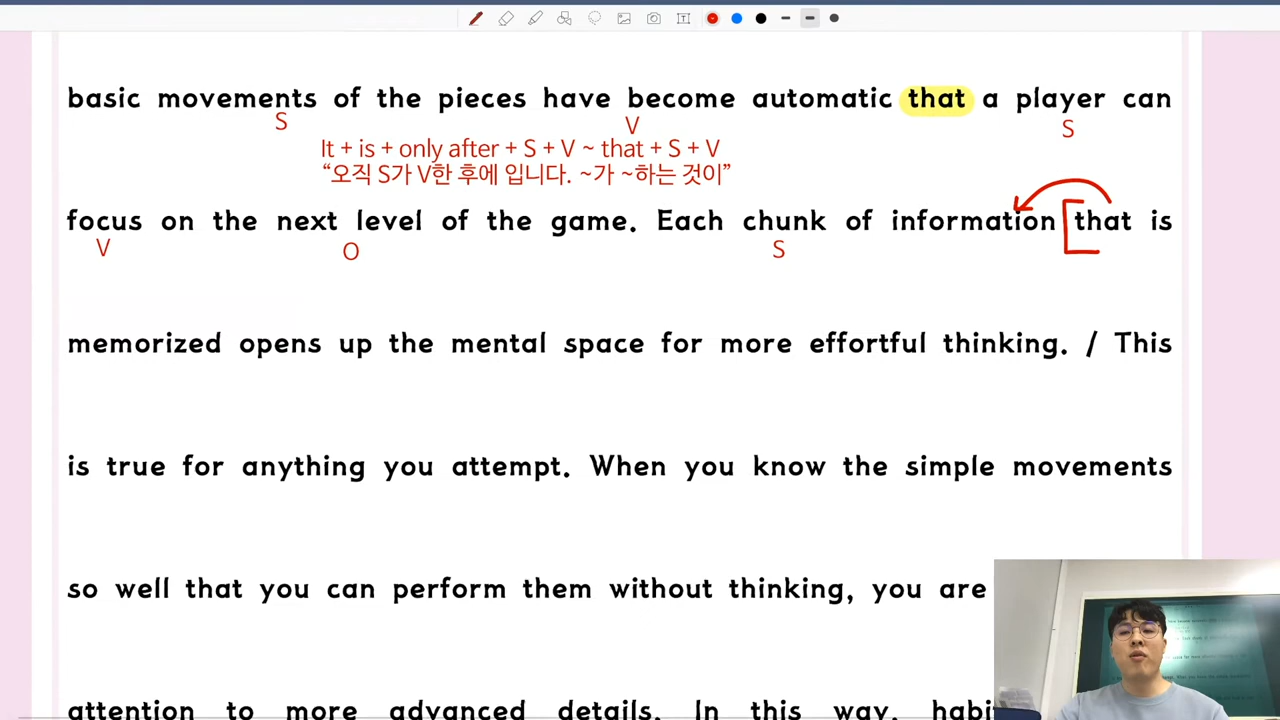 basic movements of the pieces have become automatic that a player can
S V S
It + is + only after + S + V ~ that + S + V
“오직 S가 V한 후에 입니다. ~가 ~하는 것이”
focus on the next level of the game. Each chunk of information [that is
V O S
memorized opens up the mental space for more effortful thinking. / This
is true for anything you attempt. When you know the simple movements
so well that you can perform them without thinking, you are
attention to more advanced details. In this way, habi